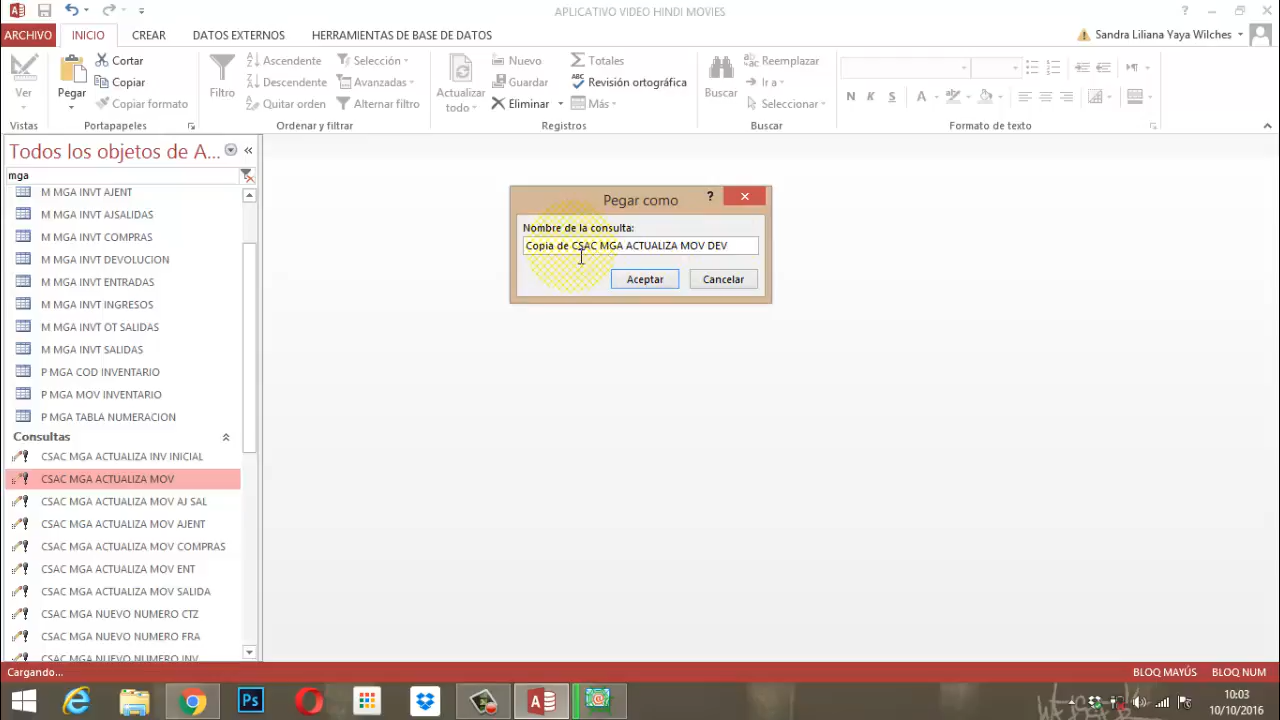 APLICATIVO VIDEO HINDI MOVIES
?
ARCHIVO INICIO CREAR DATOS EXTERNOS HERRAMIENTAS DE BASE DE DATOS Sandra Liliana Yaya Wilches
Ver
Vistas
Pegar
Cortar
Copiar
Copiar formato
Portapapeles
Filtro
Ascendente
Descendente
Quitar orden
Selección
Avanzadas
Alternar filtro
Ordenar y filtrar
Actualizar
todo
Nuevo
Guardar
Eliminar
Totales
Revisión ortográfica
Más
Registros
Buscar
Reemplazar
Ir a
Seleccionar
Buscar
N K S A
Formato de texto
Todos los objetos de A...
mga
M MGA INVT AJENT
M MGA INVT AJSALIDAS
M MGA INVT COMPRAS
M MGA INVT DEVOLUCION
M MGA INVT ENTRADAS
M MGA INVT INGRESOS
M MGA INVT OT SALIDAS
M MGA INVT SALIDAS
P MGA COD INVENTARIO
P MGA MOV INVENTARIO
P MGA TABLA NUMERACION
Consultas
CSAC MGA ACTUALIZA INV INICIAL
CSAC MGA ACTUALIZA MOV
CSAC MGA ACTUALIZA MOV AJ SAL
CSAC MGA ACTUALIZA MOV AJENT
CSAC MGA ACTUALIZA MOV COMPRAS
CSAC MGA ACTUALIZA MOV ENT
CSAC MGA ACTUALIZA MOV SALIDA
CSAC MGA NUEVO NUMERO CTZ
CSAC MGA NUEVO NUMERO FRA
CSAC MGA NUEVO NUMERO INV
Pegar como
?
Nombre de la consulta:
Copia de CSAC MGA ACTUALIZA MOV DEV
Aceptar Cancelar
Cargando... BLOQ MAYÚS BLOQ NUM
Ps
10:03
10/10/2016